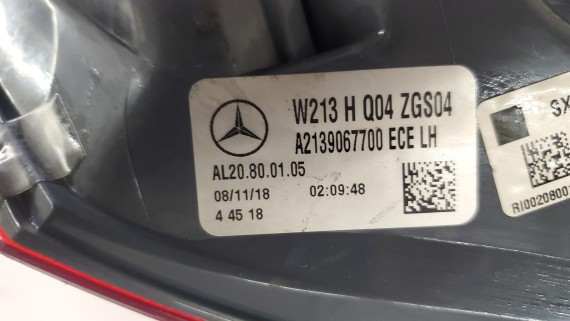 W213 H Q04 ZGS04
A2139067700 ECE LH
AL20.80.01.05
08/11/18 02:09:48
4 45 18
SX